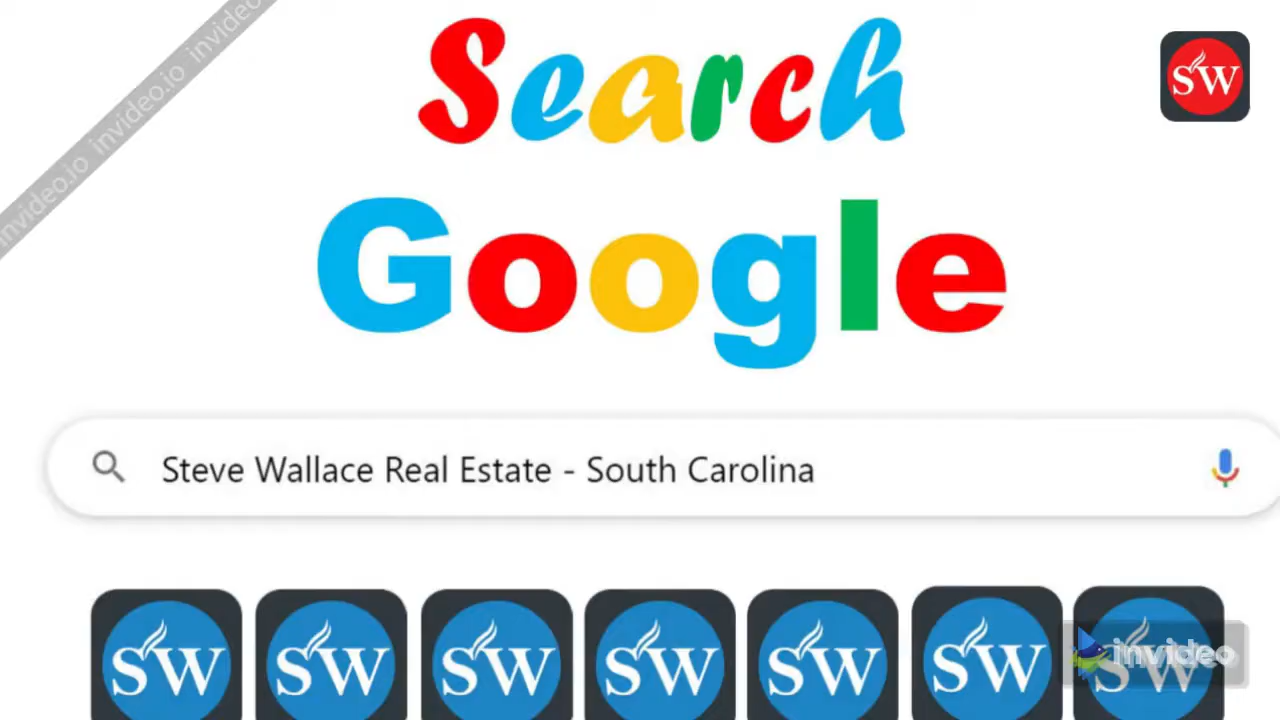 invideo.io invideo.io invideo.io
Search
SW
Google
Steve Wallace Real Estate - South Carolina
SW SW SW SW SW SW SW
invideo